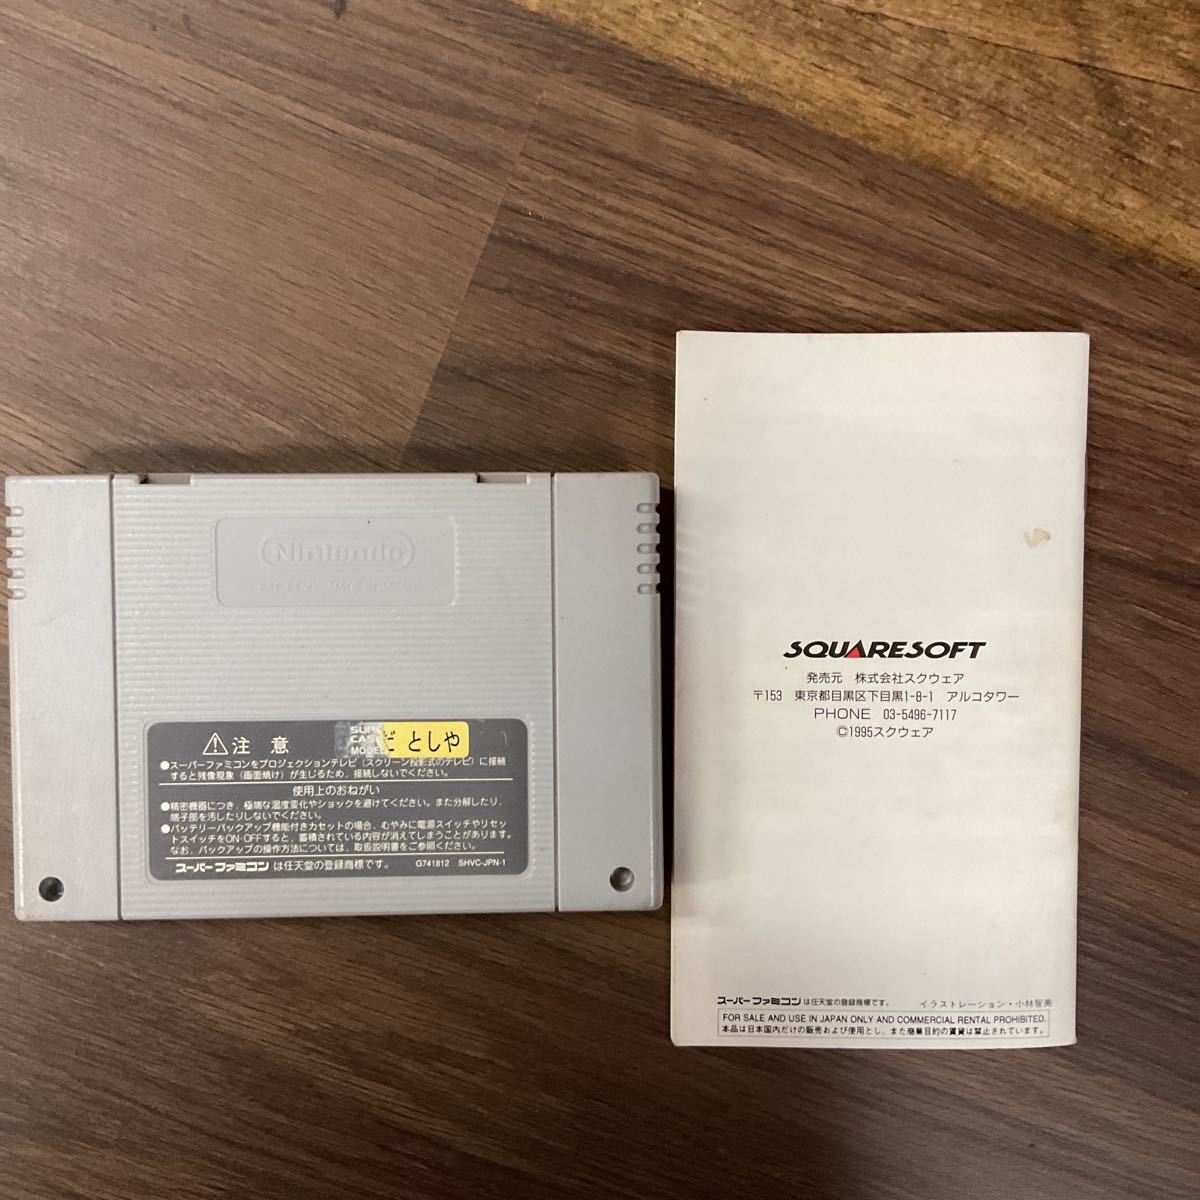 Nintendo
PAT. PEND. MADE IN JAPAN
注意
だ としや
MODEL
●スーパーファミコンをプロジェクションテレビ(スクリーン投影式のテレビ)に接続
すると残像現象(画面焼け)が生じるため、接続しないでください。
使用上のおねがい
●精密機器につき、極端な温度変化やショックを避けてください。また分解したり、
端子部を汚したりしないでください。
●バッテリーバックアップ機能付きカセットの場合、むやみに電源スイッチやリセッ
トスイッチをON・OFFすると、蓄積されている内容が消えてしまうことがあります。
なお、バックアップの操作方法については、取扱説明書をご参照ください。
スーパーファミコン は任天堂の登録商標です。 G741812 SHVC-JPN-1
SQUARESOFT
発売元 株式会社スクウェア
〒153 東京都目黒区下目黒1-8-1 アルコタワー
PHONE 03-5496-7117
©1995スクウェア
スーパーファミコン は任天堂の登録商標です。 イラストレーション・小林智美
FOR SALE AND USE IN JAPAN ONLY AND COMMERCIAL RENTAL PROHIBITED.
本品は日本国内だけの販売および使用とし、また商業目的の賃貸は禁止されています。